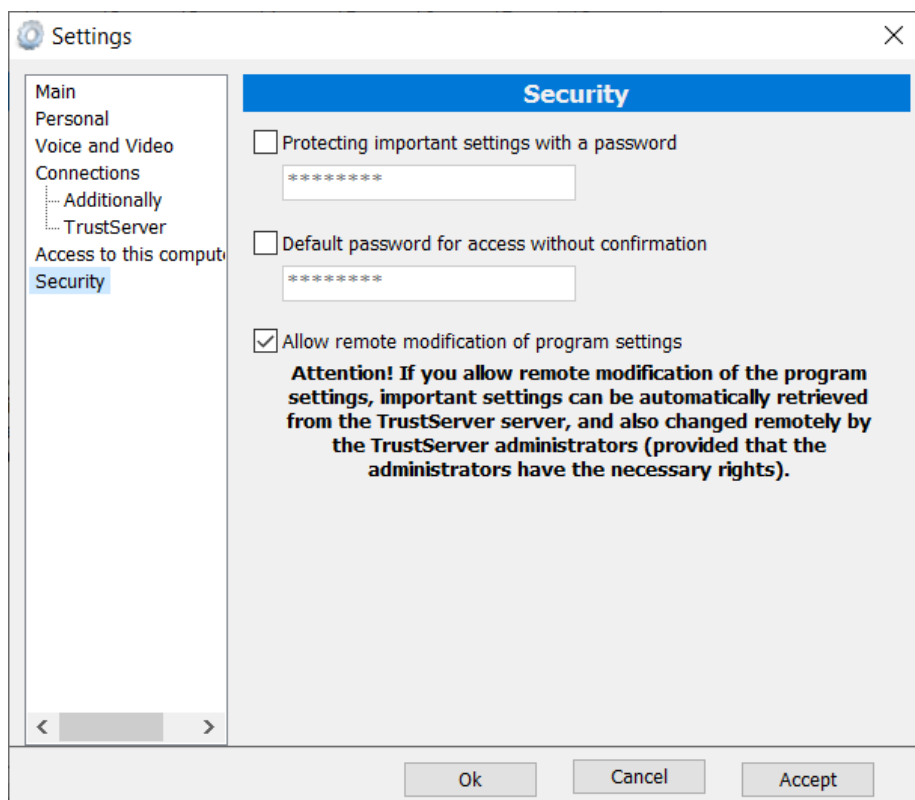 Settings
Main
Personal
Voice and Video
Connections
Additionally
TrustServer
Access to this compute
Security
Security
Protecting important settings with a password
********
Default password for access without confirmation
********
Allow remote modification of program settings
Attention! If you allow remote modification of the program
settings, important settings can be automatically retrieved
from the TrustServer server, and also changed remotely by
the TrustServer administrators (provided that the
administrators have the necessary rights).
Ok
Cancel
Accept